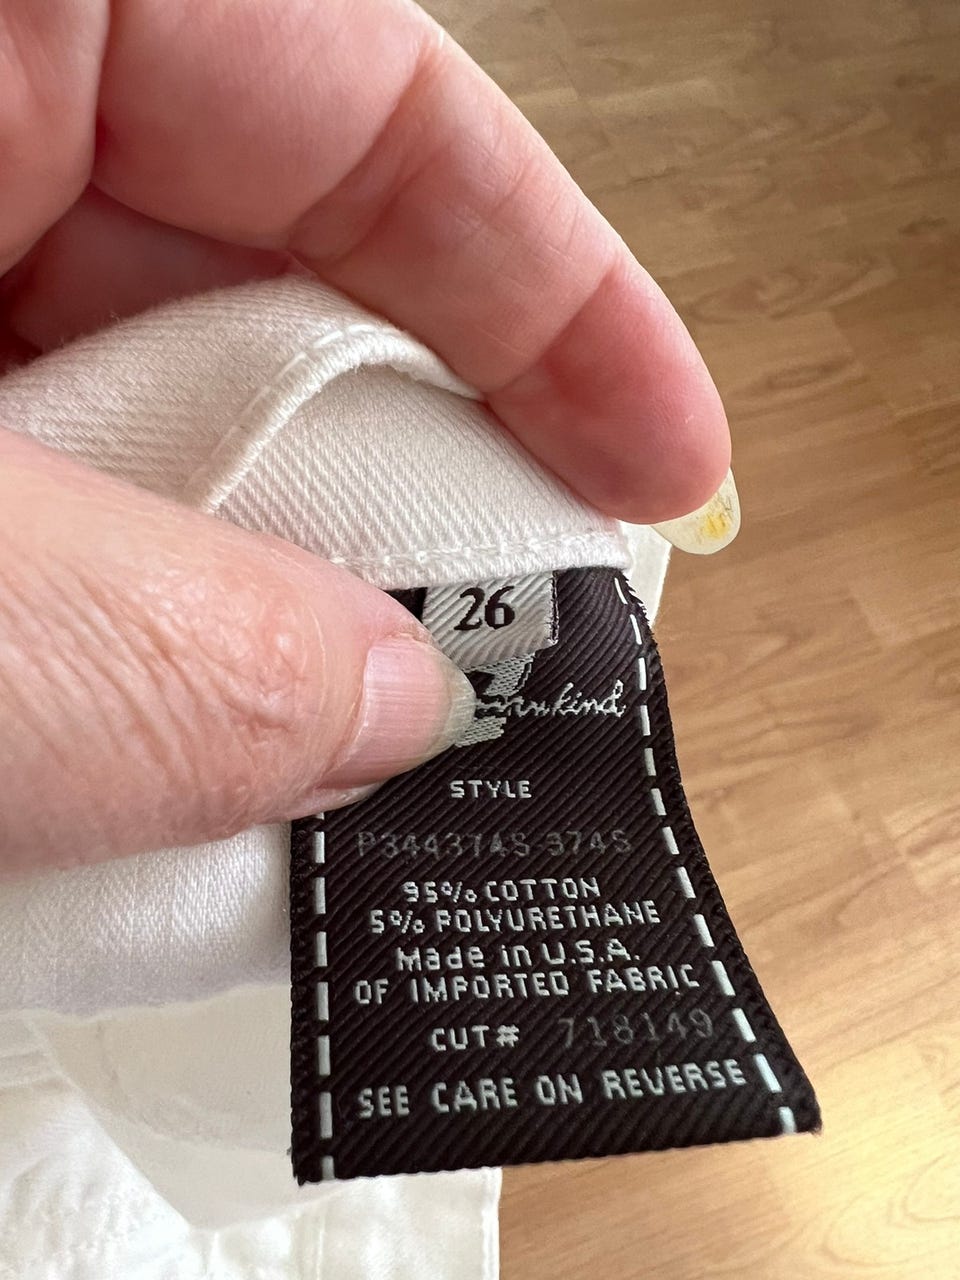 26
kind
STYLE
P344374S-374S
95% COTTON
5% POLYURETHANE
Made in U.S.A.
OF IMPORTED FABRIC
CUT# 718149
SEE CARE ON REVERSE